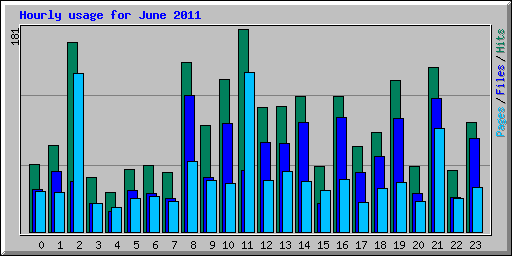 Hourly usage for June 2011
181
Pages / Files / Hits
0 1 2 3 4 5 6 7 8 9 10 11 12 13 14 15 16 17 18 19 20 21 22 23